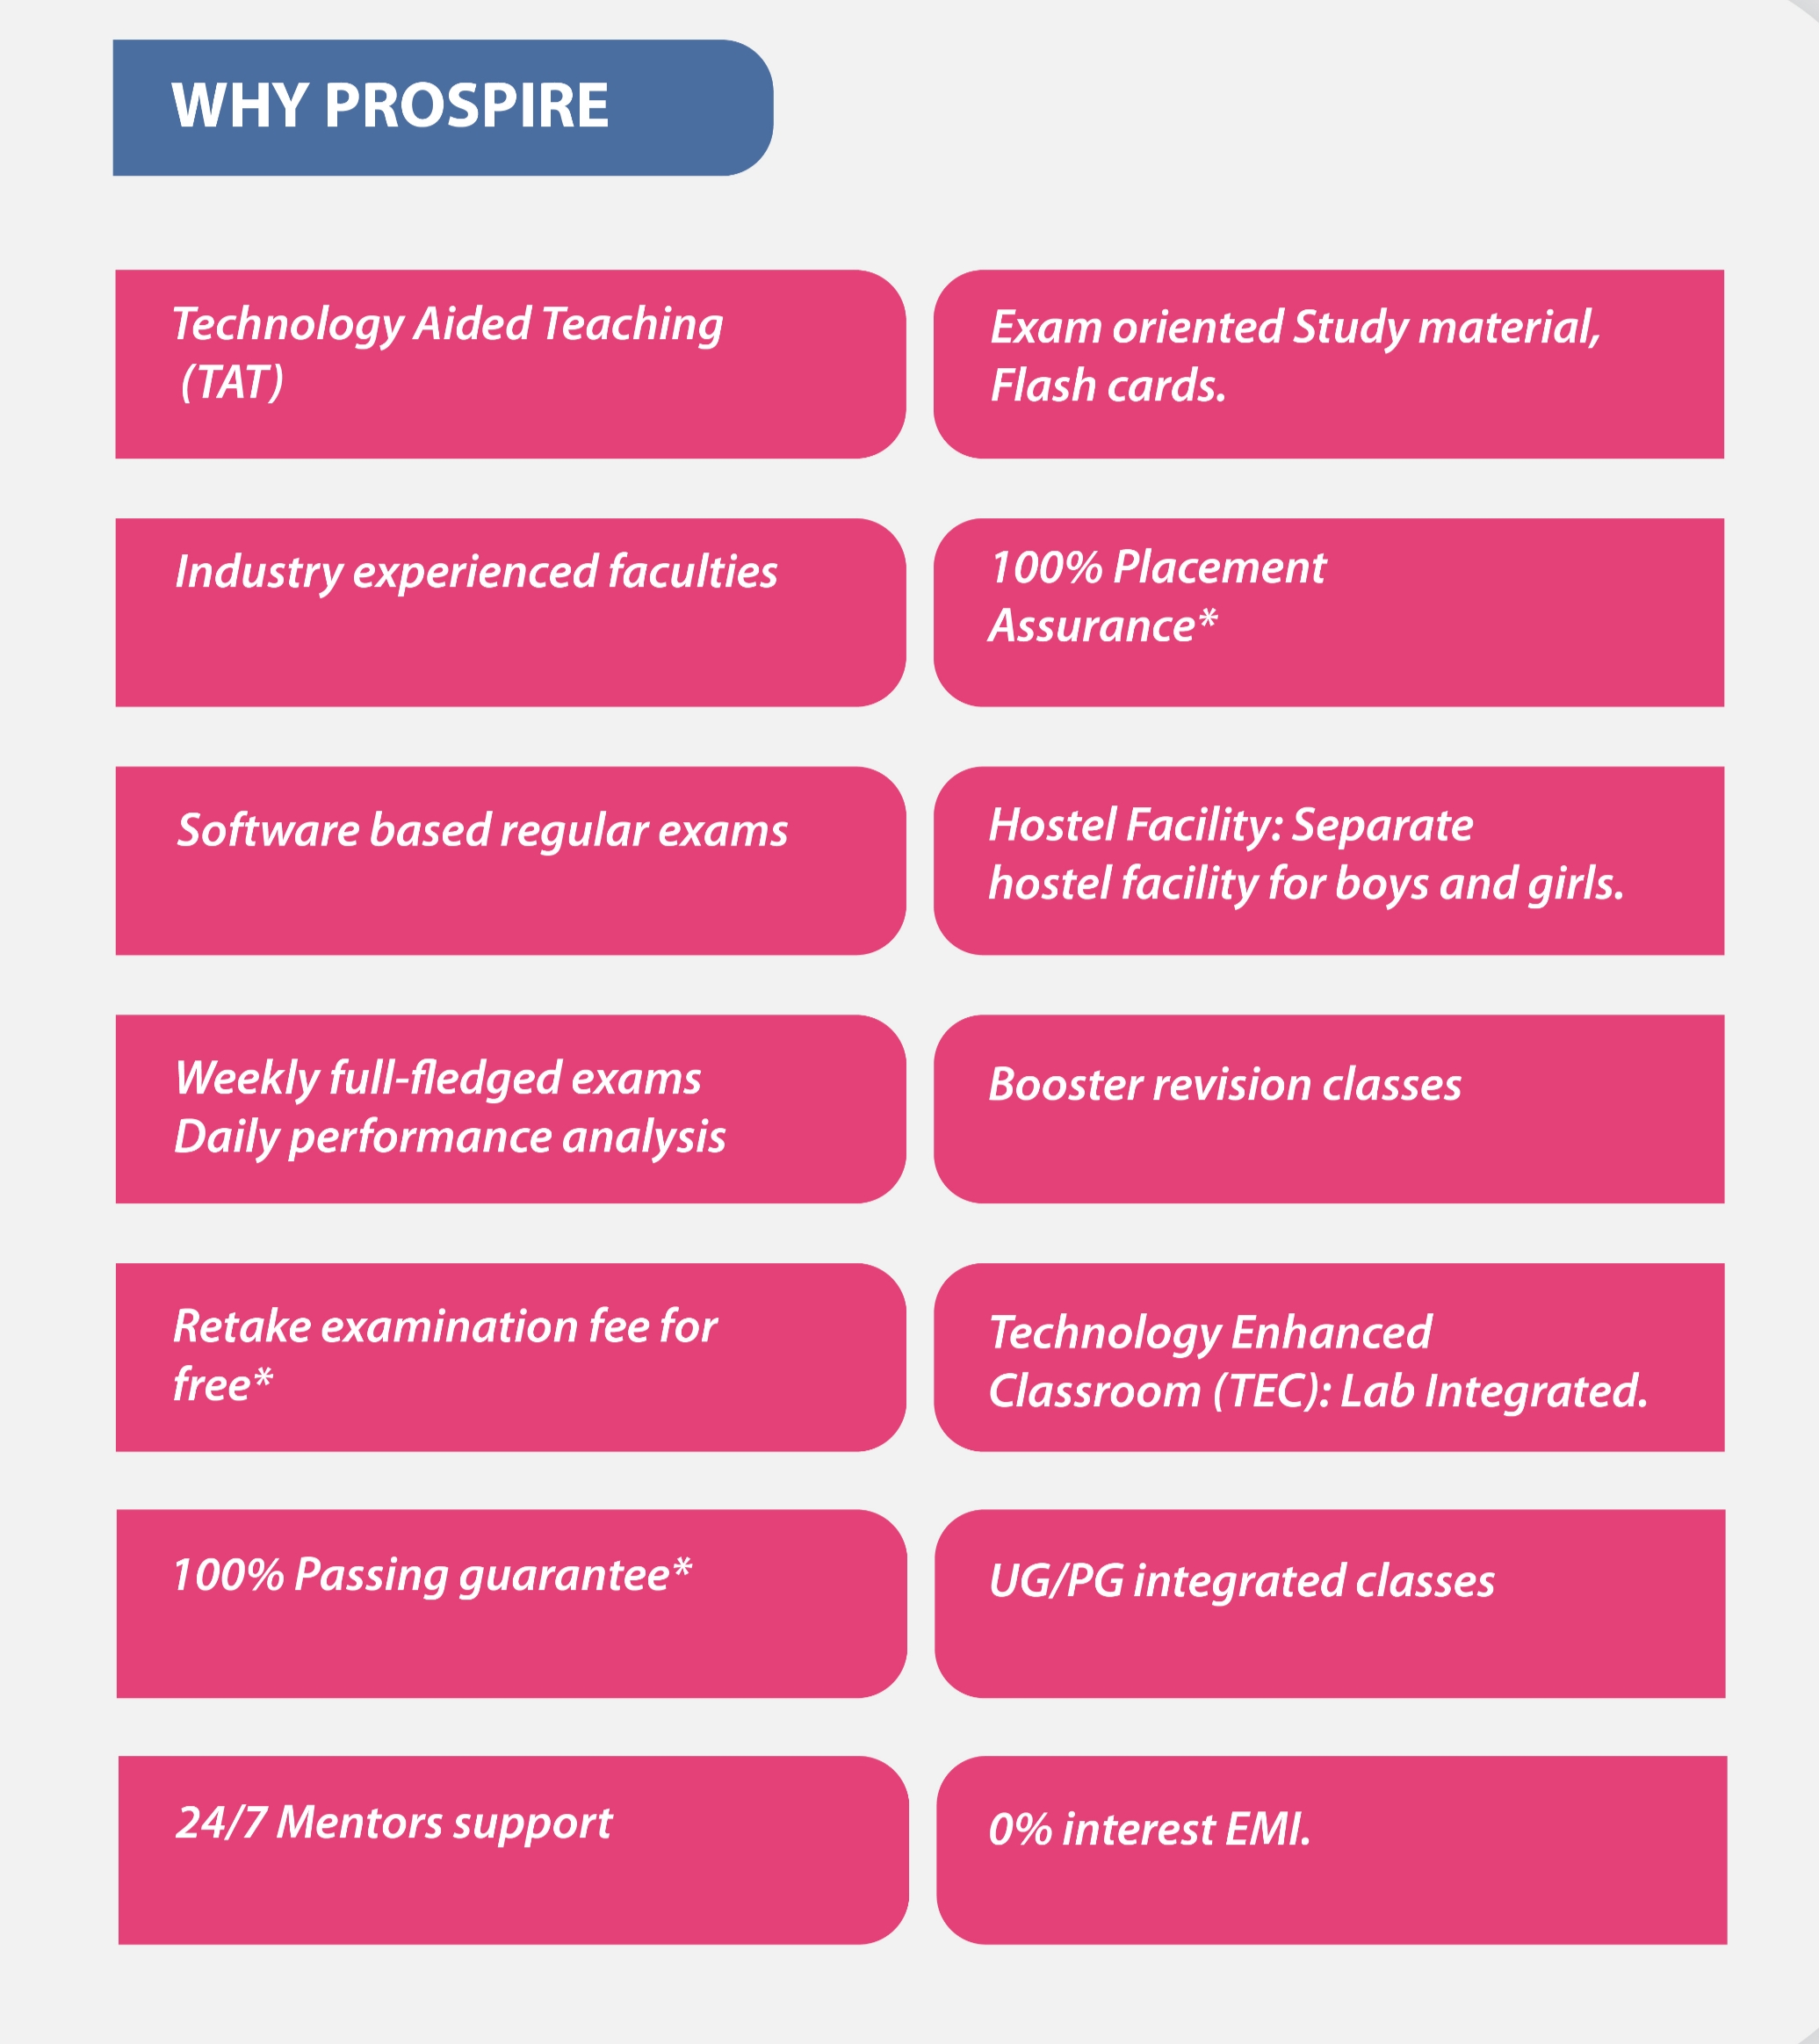 WHY PROSPIRE
Technology Aided Teaching
(TAT)
Exam oriented Study material,
Flash cards.
Industry experienced faculties
100% Placement
Assurance*
Software based regular exams
Hostel Facility: Separate
hostel facility for boys and girls.
Weekly full-fledged exams
Daily performance analysis
Booster revision classes
Retake examination fee for
free*
Technology Enhanced
Classroom (TEC): Lab Integrated.
100% Passing guarantee*
UG/PG integrated classes
24/7 Mentors support
0% interest EMI.